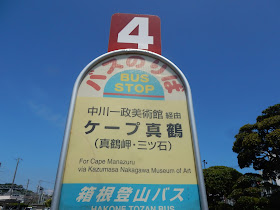 4
バスのりば
BUS STOP
中川一政美術館 経由
ケープ真鶴
（真鶴岬・三ツ石）
For Cape Manazuru
via Kazumasa Nakagawa Museum of Art
箱根登山バス
HAKONE TOZAN BUS